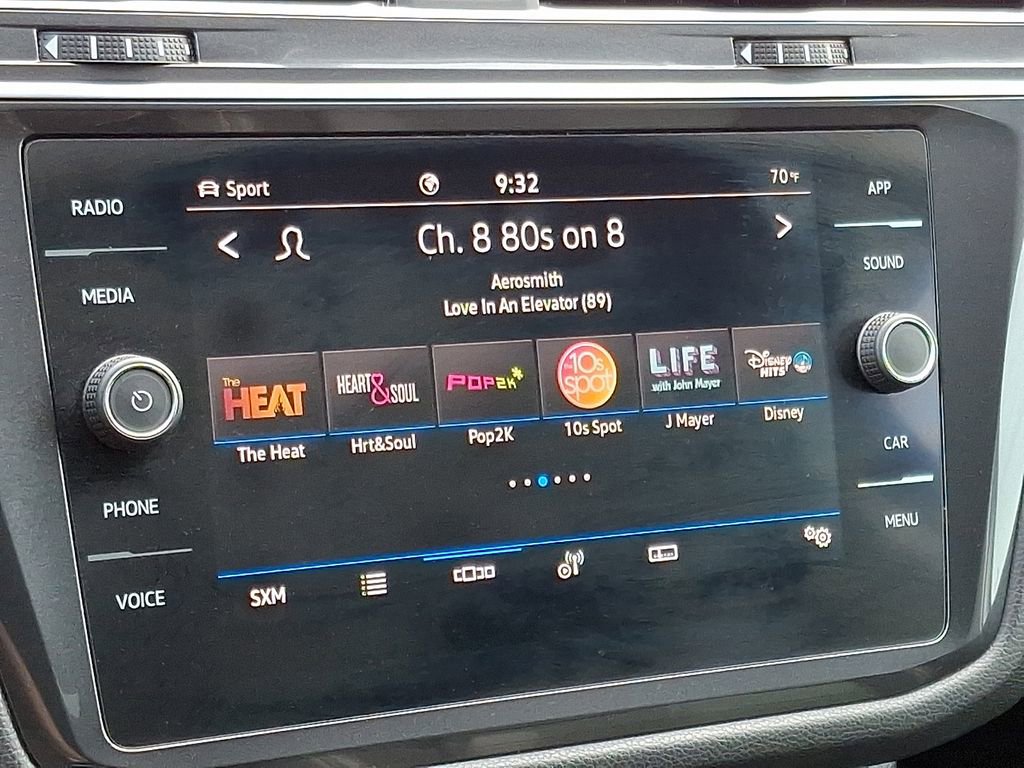 RADIO
MEDIA
PHONE
VOICE
Sport
9:32
70°F
Ch. 8 80s on 8
Aerosmith
Love In An Elevator (89)
The
HEAT
HEART&SOUL
POP2K*
The
10s
spot
LIFE
with John Mayer
Disney
HITS
The Heat
Hrt&Soul
Pop2K
10s Spot
J Mayer
Disney
SXM
APP
SOUND
CAR
MENU